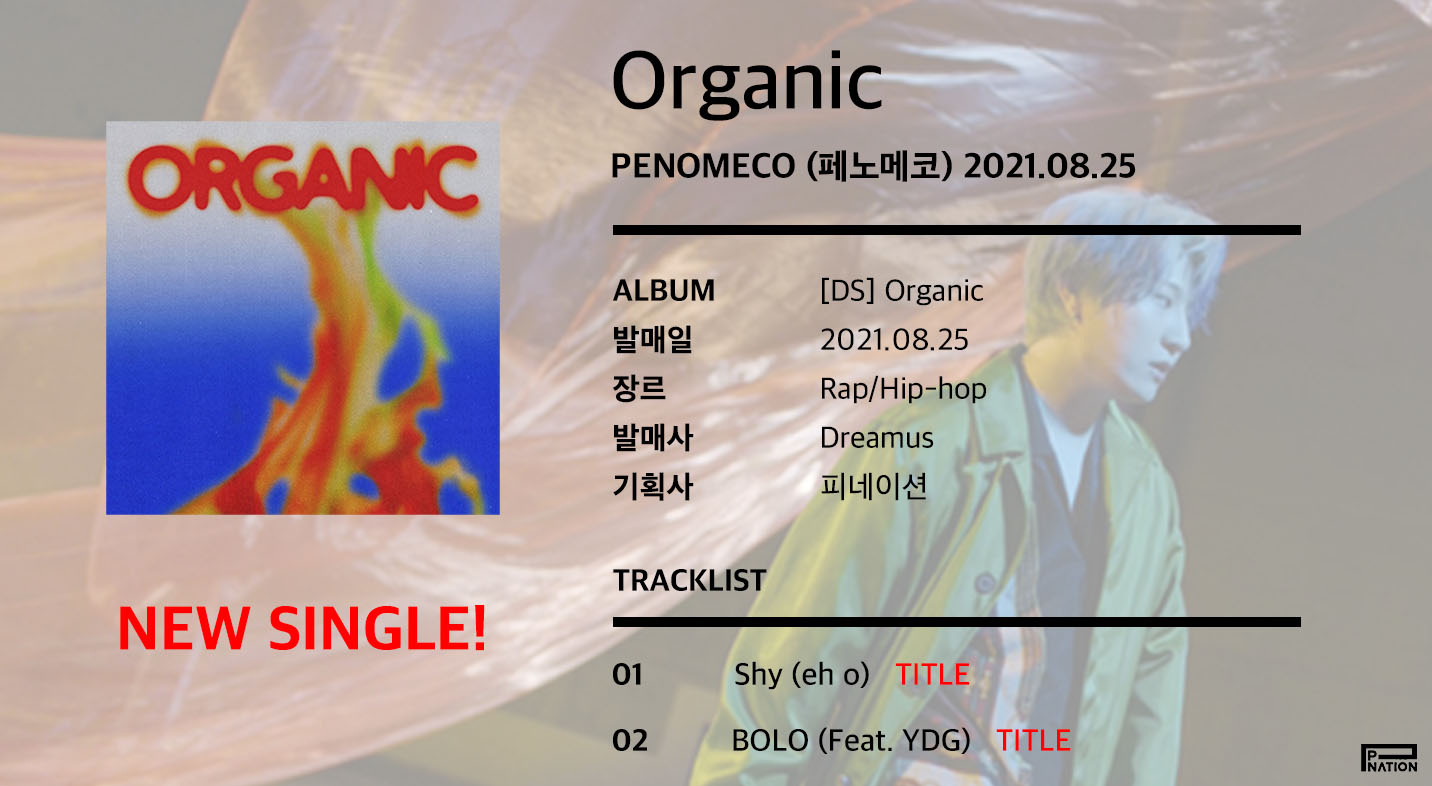 ORGANIC
NEW SINGLE!
Organic
PENOMECO (페노메코) 2021.08.25
ALBUM [DS] Organic
발매일 2021.08.25
장르 Rap/Hip-hop
발매사 Dreamus
기획사 피네이션
TRACKLIST
01 Shy (eh o) TITLE
02 BOLO (Feat. YDG) TITLE
P NATION